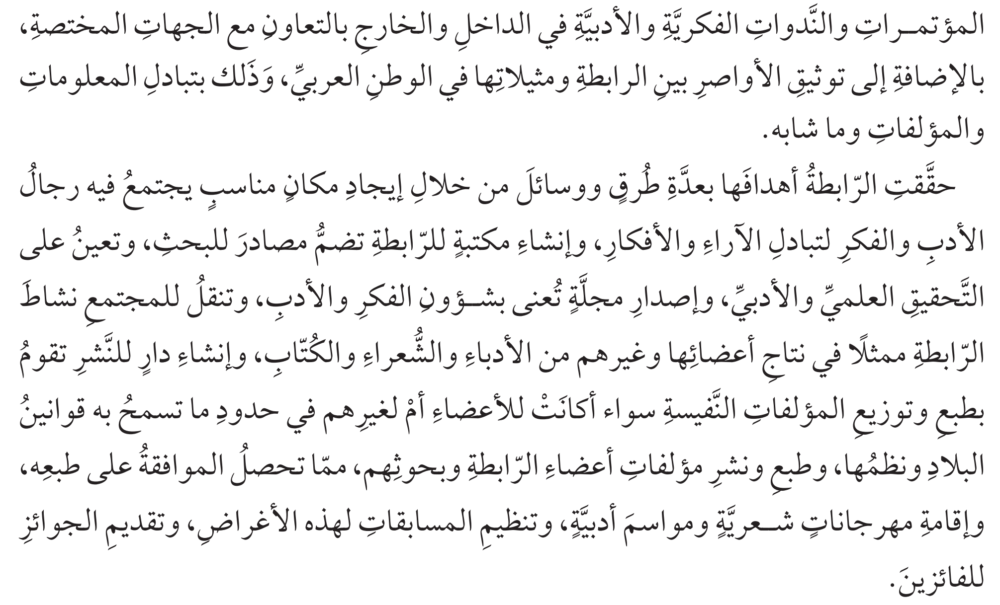 المؤتمـراتِ والنَّدواتِ الفكريَّةِ والأدبيَّةِ في الداخلِ والخارجِ بالتعاونِ مع الجهاتِ المختصةِ،
بالإضافةِ إلى توثيقِ الأواصرِ بينِ الرابطةِ ومثيلاتِها في الوطنِ العربيِّ، وَذَلك بتبادلِ المعلوماتِ
والمؤلفاتِ وما شابه.
حقَّقتِ الرّابطةُ أهدافَها بعدَّةِ طُرقٍ ووسائلَ من خلالِ إيجادِ مكانٍ مناسبٍ يجتمعُ فيه رجالُ
الأدبِ والفكرِ لتبادلِ الآراءِ والأفكارِ، وإنشاءِ مكتبةٍ للرّابطةِ تضمُّ مصادرَ للبحثِ، وتعينُ على
التَّحقيقِ العلميِّ والأدبيِّ، وإصدارِ مجلَّةٍ تُعنى بشـؤونِ الفكرِ والأدبِ، وتنقلُ للمجتمعِ نشاطَ
الرّابطةِ ممثلًا في نتاجِ أعضائِها وغيرهم من الأدباءِ والشُّعراءِ والكُتّابِ، وإنشاءِ دارٍ للنَّشرِ تقومُ
بطبعِ وتوزيعِ المؤلفاتِ النَّفيسةِ سواء أكانَتْ للأعضاءِ أمْ لغيرِهم في حدودِ ما تسمحُ به قوانينُ
البلادِ ونظمُها، وطبعِ ونشرِ مؤلفاتِ أعضاءِ الرّابطةِ وبحوثِهم، ممّا تحصلُ الموافقةُ على طبعِه،
وإقامةِ مهرجاناتٍ شـعريَّةٍ ومواسمَ أدبيَّةٍ، وتنظيمِ المسابقاتِ لهذه الأغراضِ، وتقديمِ الجوائزِ
للفائزينَ.